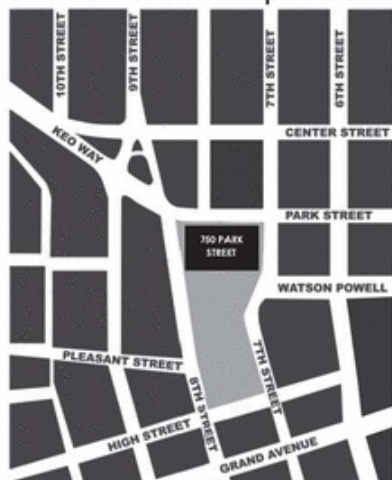 10TH STREET
9TH STREET
7TH STREET
6TH STREET
KEO WAY
CENTER STREET
PARK STREET
750 PARK
STREET
WATSON POWELL
PLEASANT STREET
8TH STREET
7TH STREET
HIGH STREET
GRAND AVENUE